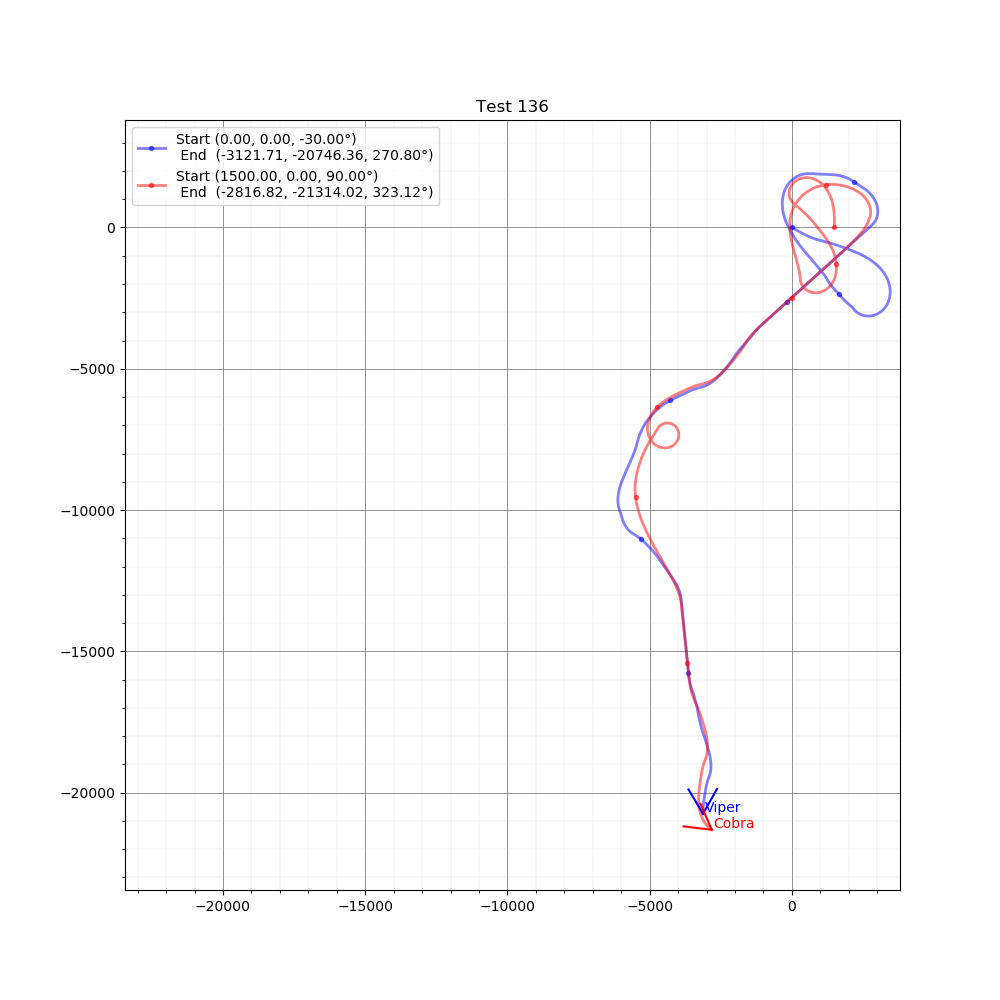 Test 136
Start (0.00, 0.00, -30.00°)
End (-3121.71, -20746.36, 270.80°)
Start (1500.00, 0.00, 90.00°)
End (-2816.82, -21314.02, 323.12°)
0
−5000
−10000
−15000
−20000
Viper
Cobra
−20000 −15000 −10000 −5000 0